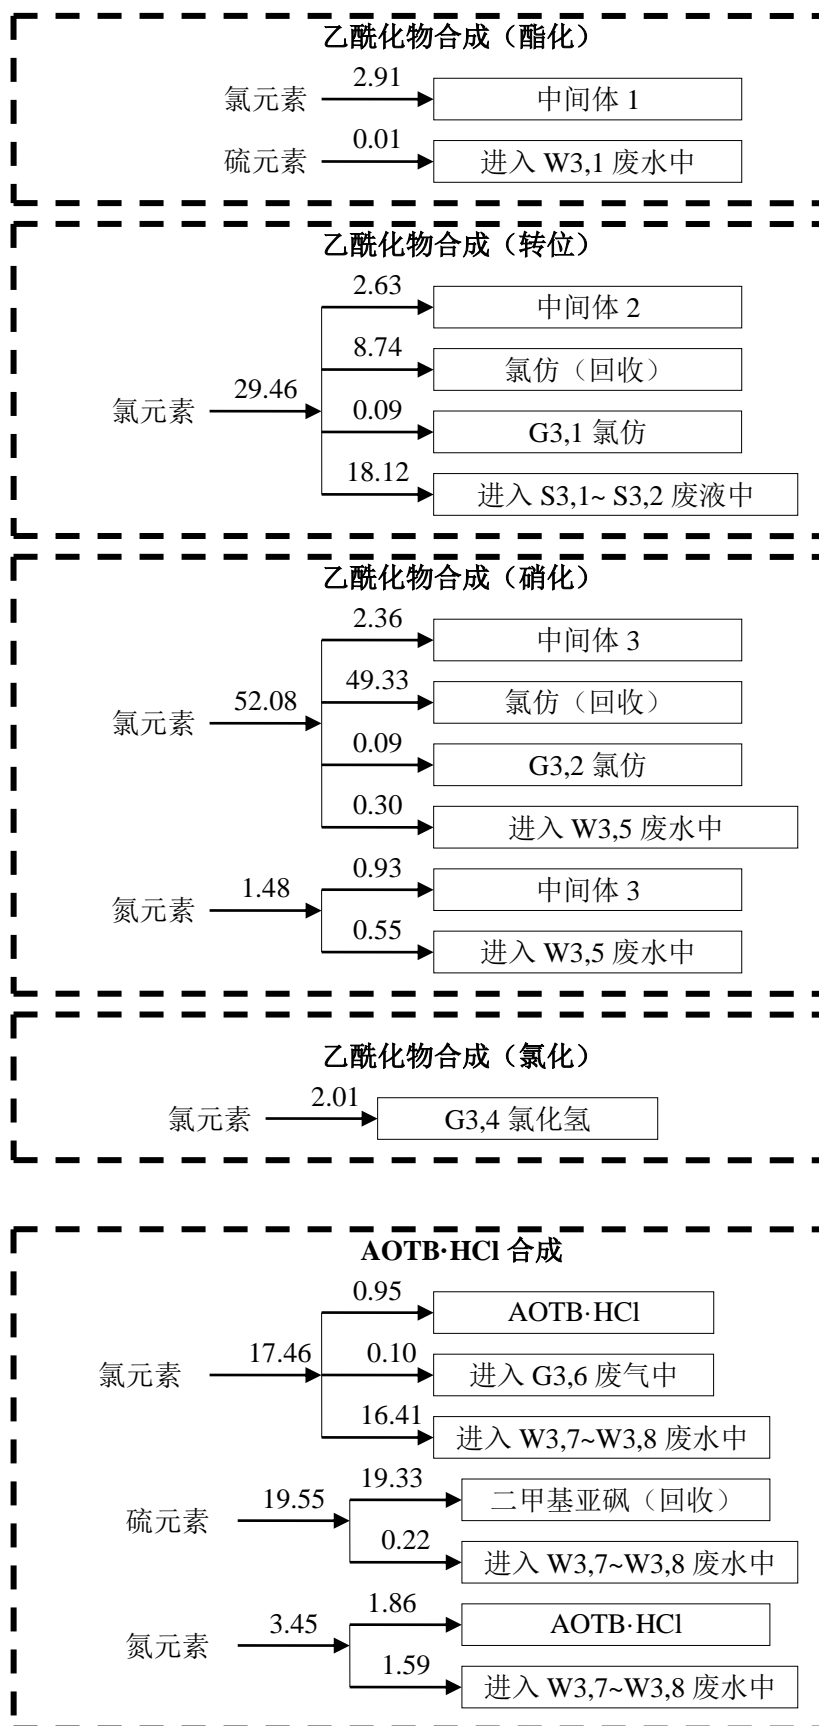 乙酰化物合成（酯化）
2.91
氯元素
中间体 1
0.01
硫元素
进入 W3,1 废水中
乙酰化物合成（转位）
2.63
中间体 2
8.74
氯仿（回收）
氯元素
29.46
0.09
G3,1 氯仿
18.12
进入 S3,1~ S3,2 废液中
乙酰化物合成（硝化）
2.36
中间体 3
49.33
氯仿（回收）
氯元素
52.08
0.09
G3,2 氯仿
0.30
进入 W3,5 废水中
0.93
中间体 3
氮元素
1.48
0.55
进入 W3,5 废水中
乙酰化物合成（氯化）
2.01
氯元素
G3,4 氯化氢
AOTB·HCl 合成
0.95
AOTB·HCl
氯元素
17.46
0.10
进入 G3,6 废气中
16.41
进入 W3,7~W3,8 废水中
19.33
二甲基亚砜（回收）
硫元素
19.55
0.22
进入 W3,7~W3,8 废水中
1.86
AOTB·HCl
氮元素
3.45
1.59
进入 W3,7~W3,8 废水中